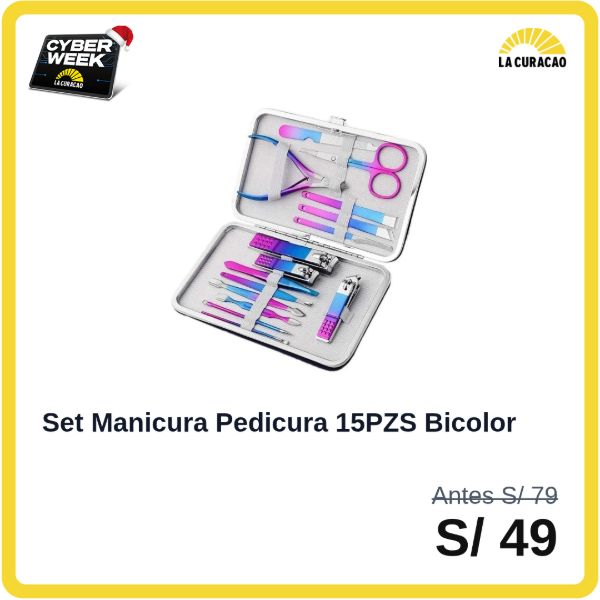 CYBER
WEEK
LA CURACAO
LA CURACAO
Set Manicura Pedicura 15PZS Bicolor
Antes S/ 79
S/ 49